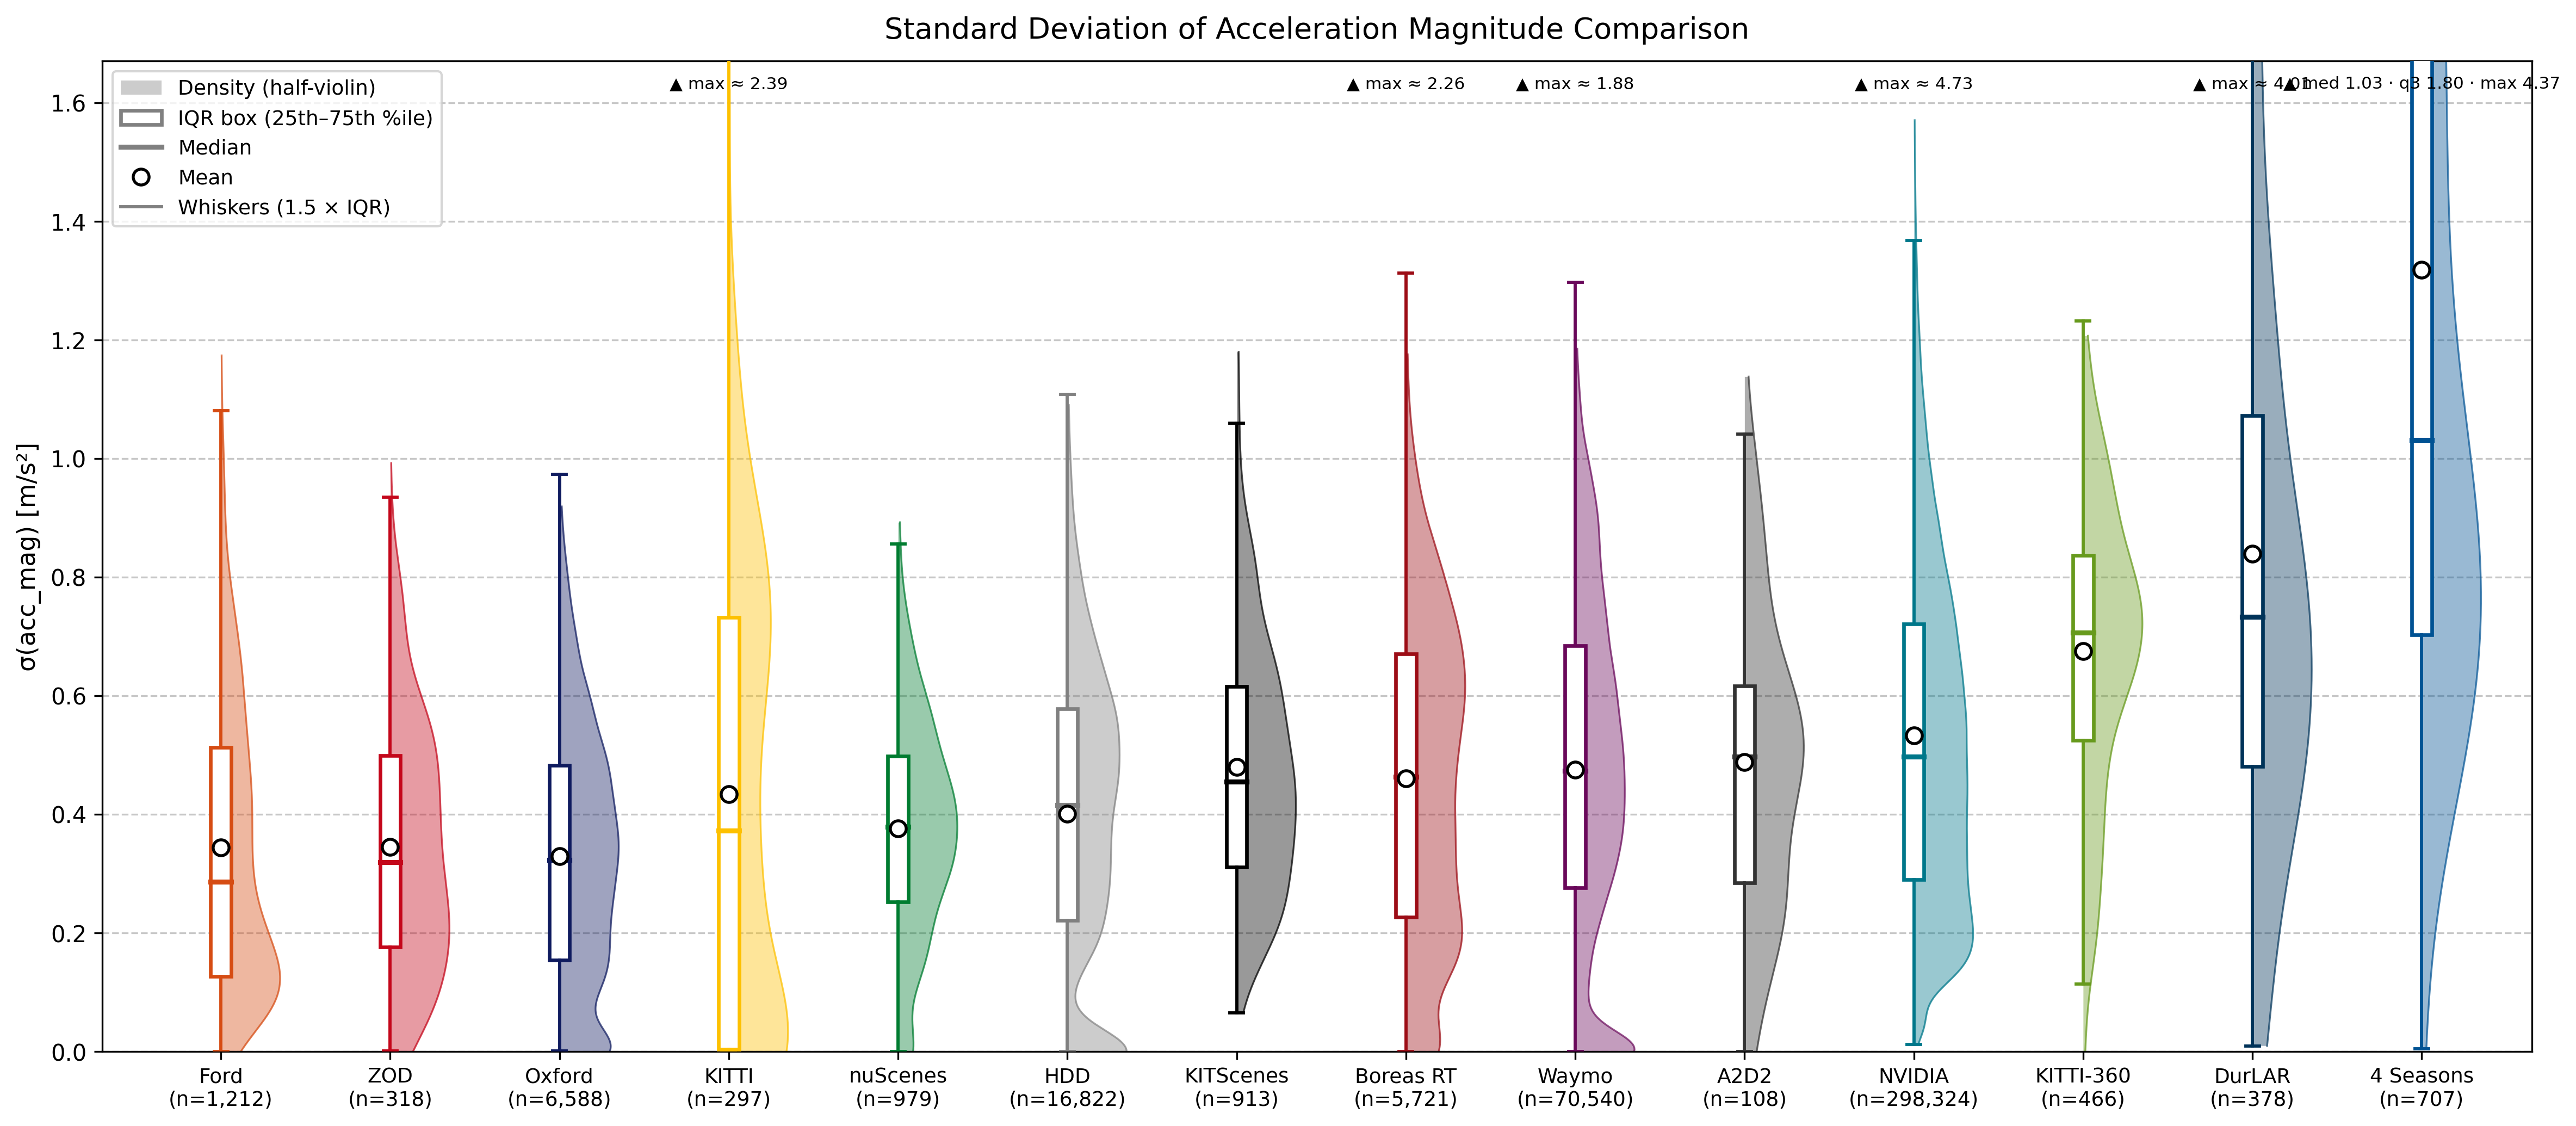 Standard Deviation of Acceleration Magnitude Comparison
Density (half-violin)
IQR box (25th–75th %ile)
Median
Mean
Whiskers (1.5 × IQR)
▲ max ≈ 2.39
▲ max ≈ 2.26
▲ max ≈ 1.88
▲ max ≈ 4.73
▲ max ≈ 4.01
▲ med 1.03 · q3 1.80 · max 4.37
σ(acc_mag) [m/s²]
1.6
1.4
1.2
1.0
0.8
0.6
0.4
0.2
0.0
Ford
(n=1,212)
ZOD
(n=318)
Oxford
(n=6,588)
KITTI
(n=297)
nuScenes
(n=979)
HDD
(n=16,822)
KITScenes
(n=913)
Boreas RT
(n=5,721)
Waymo
(n=70,540)
A2D2
(n=108)
NVIDIA
(n=298,324)
KITTI-360
(n=466)
DurLAR
(n=378)
4 Seasons
(n=707)